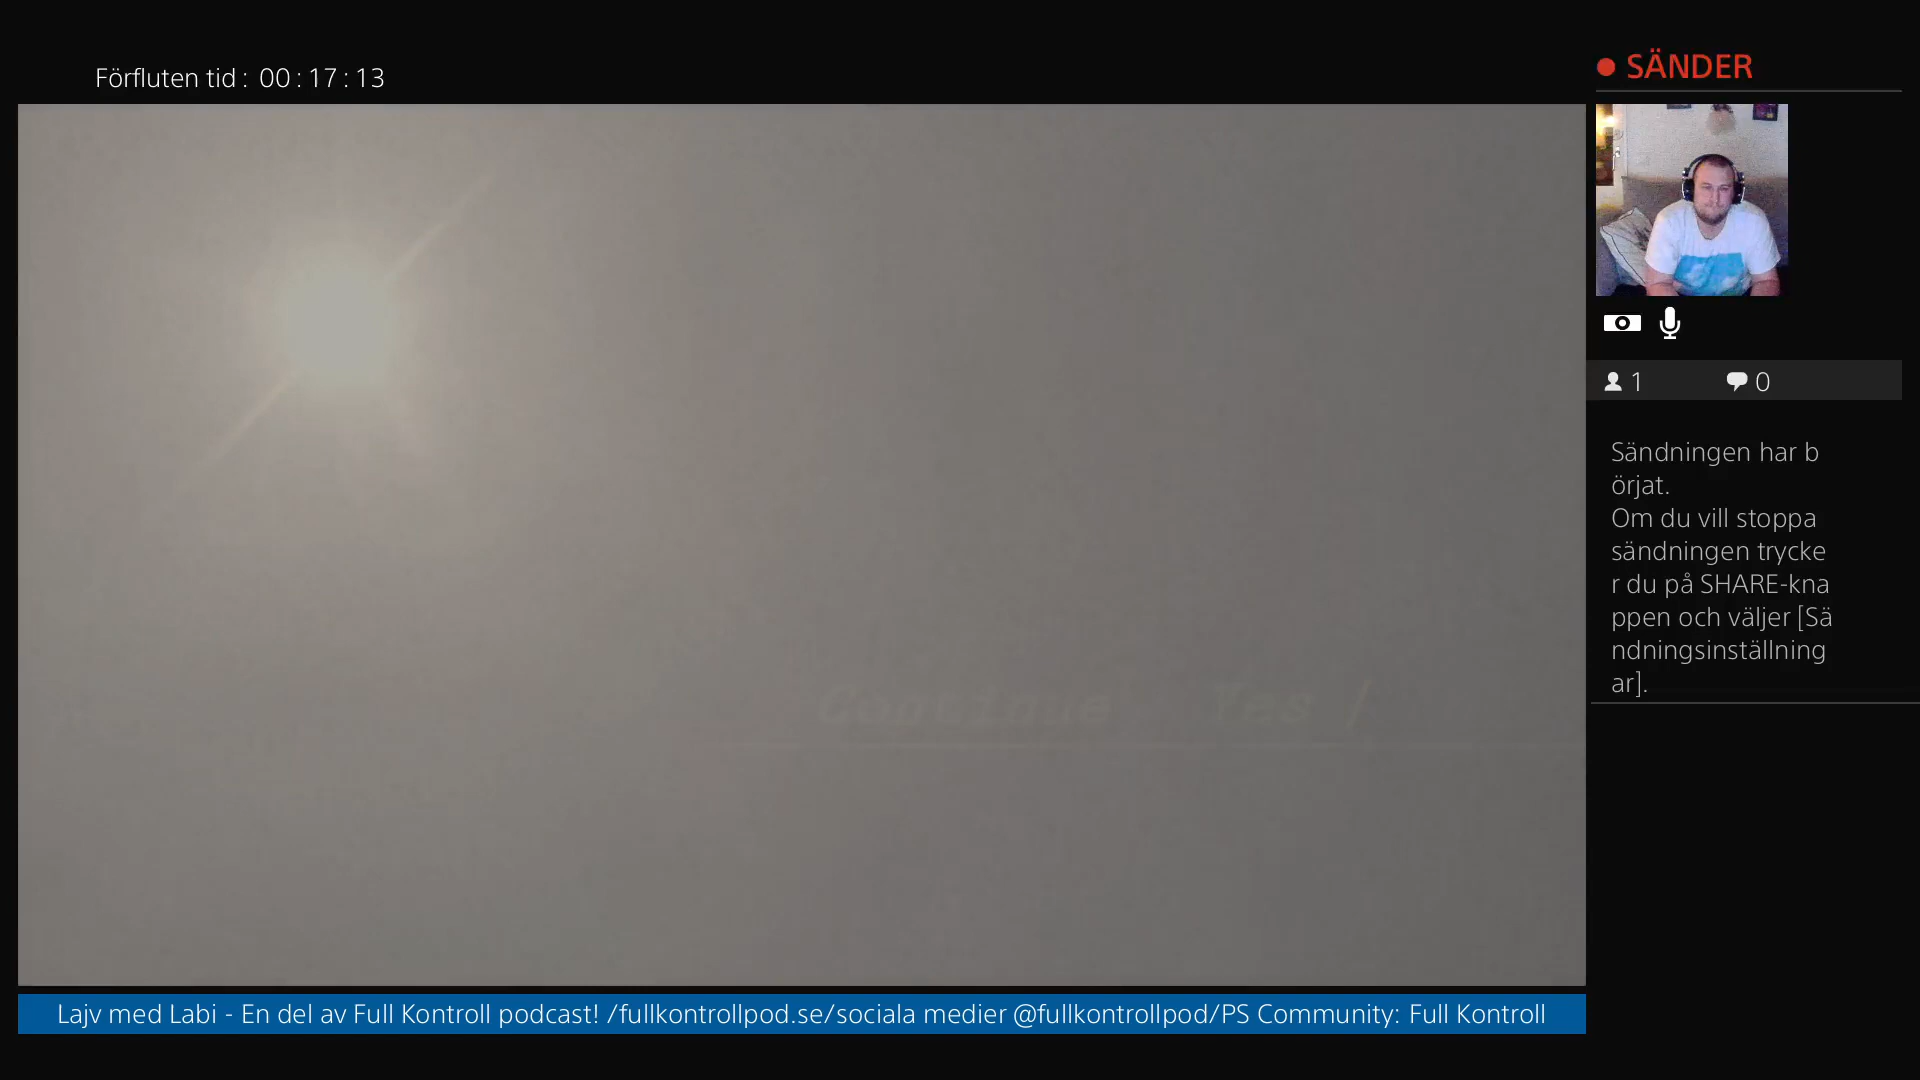 Förfluten tid : 00 : 17 : 13
SÄNDER
1
0
Sändningen har b
örjat.
Om du vill stoppa
sändningen trycke
r du på SHARE-kna
ppen och väljer [Sä
ndningsinställning
ar].
Continue Yes /
Lajv med Labi - En del av Full Kontroll podcast! /fullkontrollpod.se/sociala medier @fullkontrollpod/PS Community: Full Kontroll